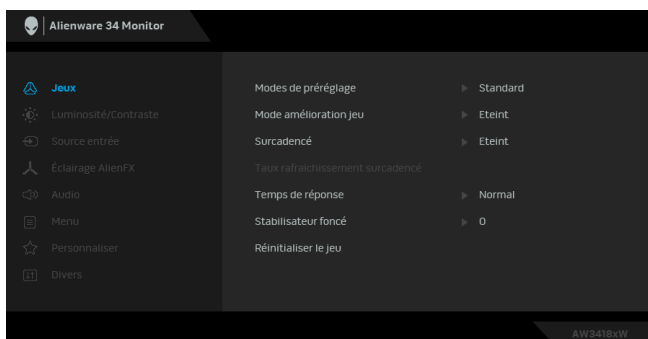 Alienware 34 Monitor
Jeux
Luminosité/Contraste
Source entrée
Éclairage AlienFX
Audio
Menu
Personnaliser
Divers
Modes de préréglage Standard
Mode amélioration jeu Eteint
Surcadencé Eteint
Taux rafraîchissement surcadencé
Temps de réponse Normal
Stabilisateur foncé 0
Réinitialiser le jeu
AW3418xW